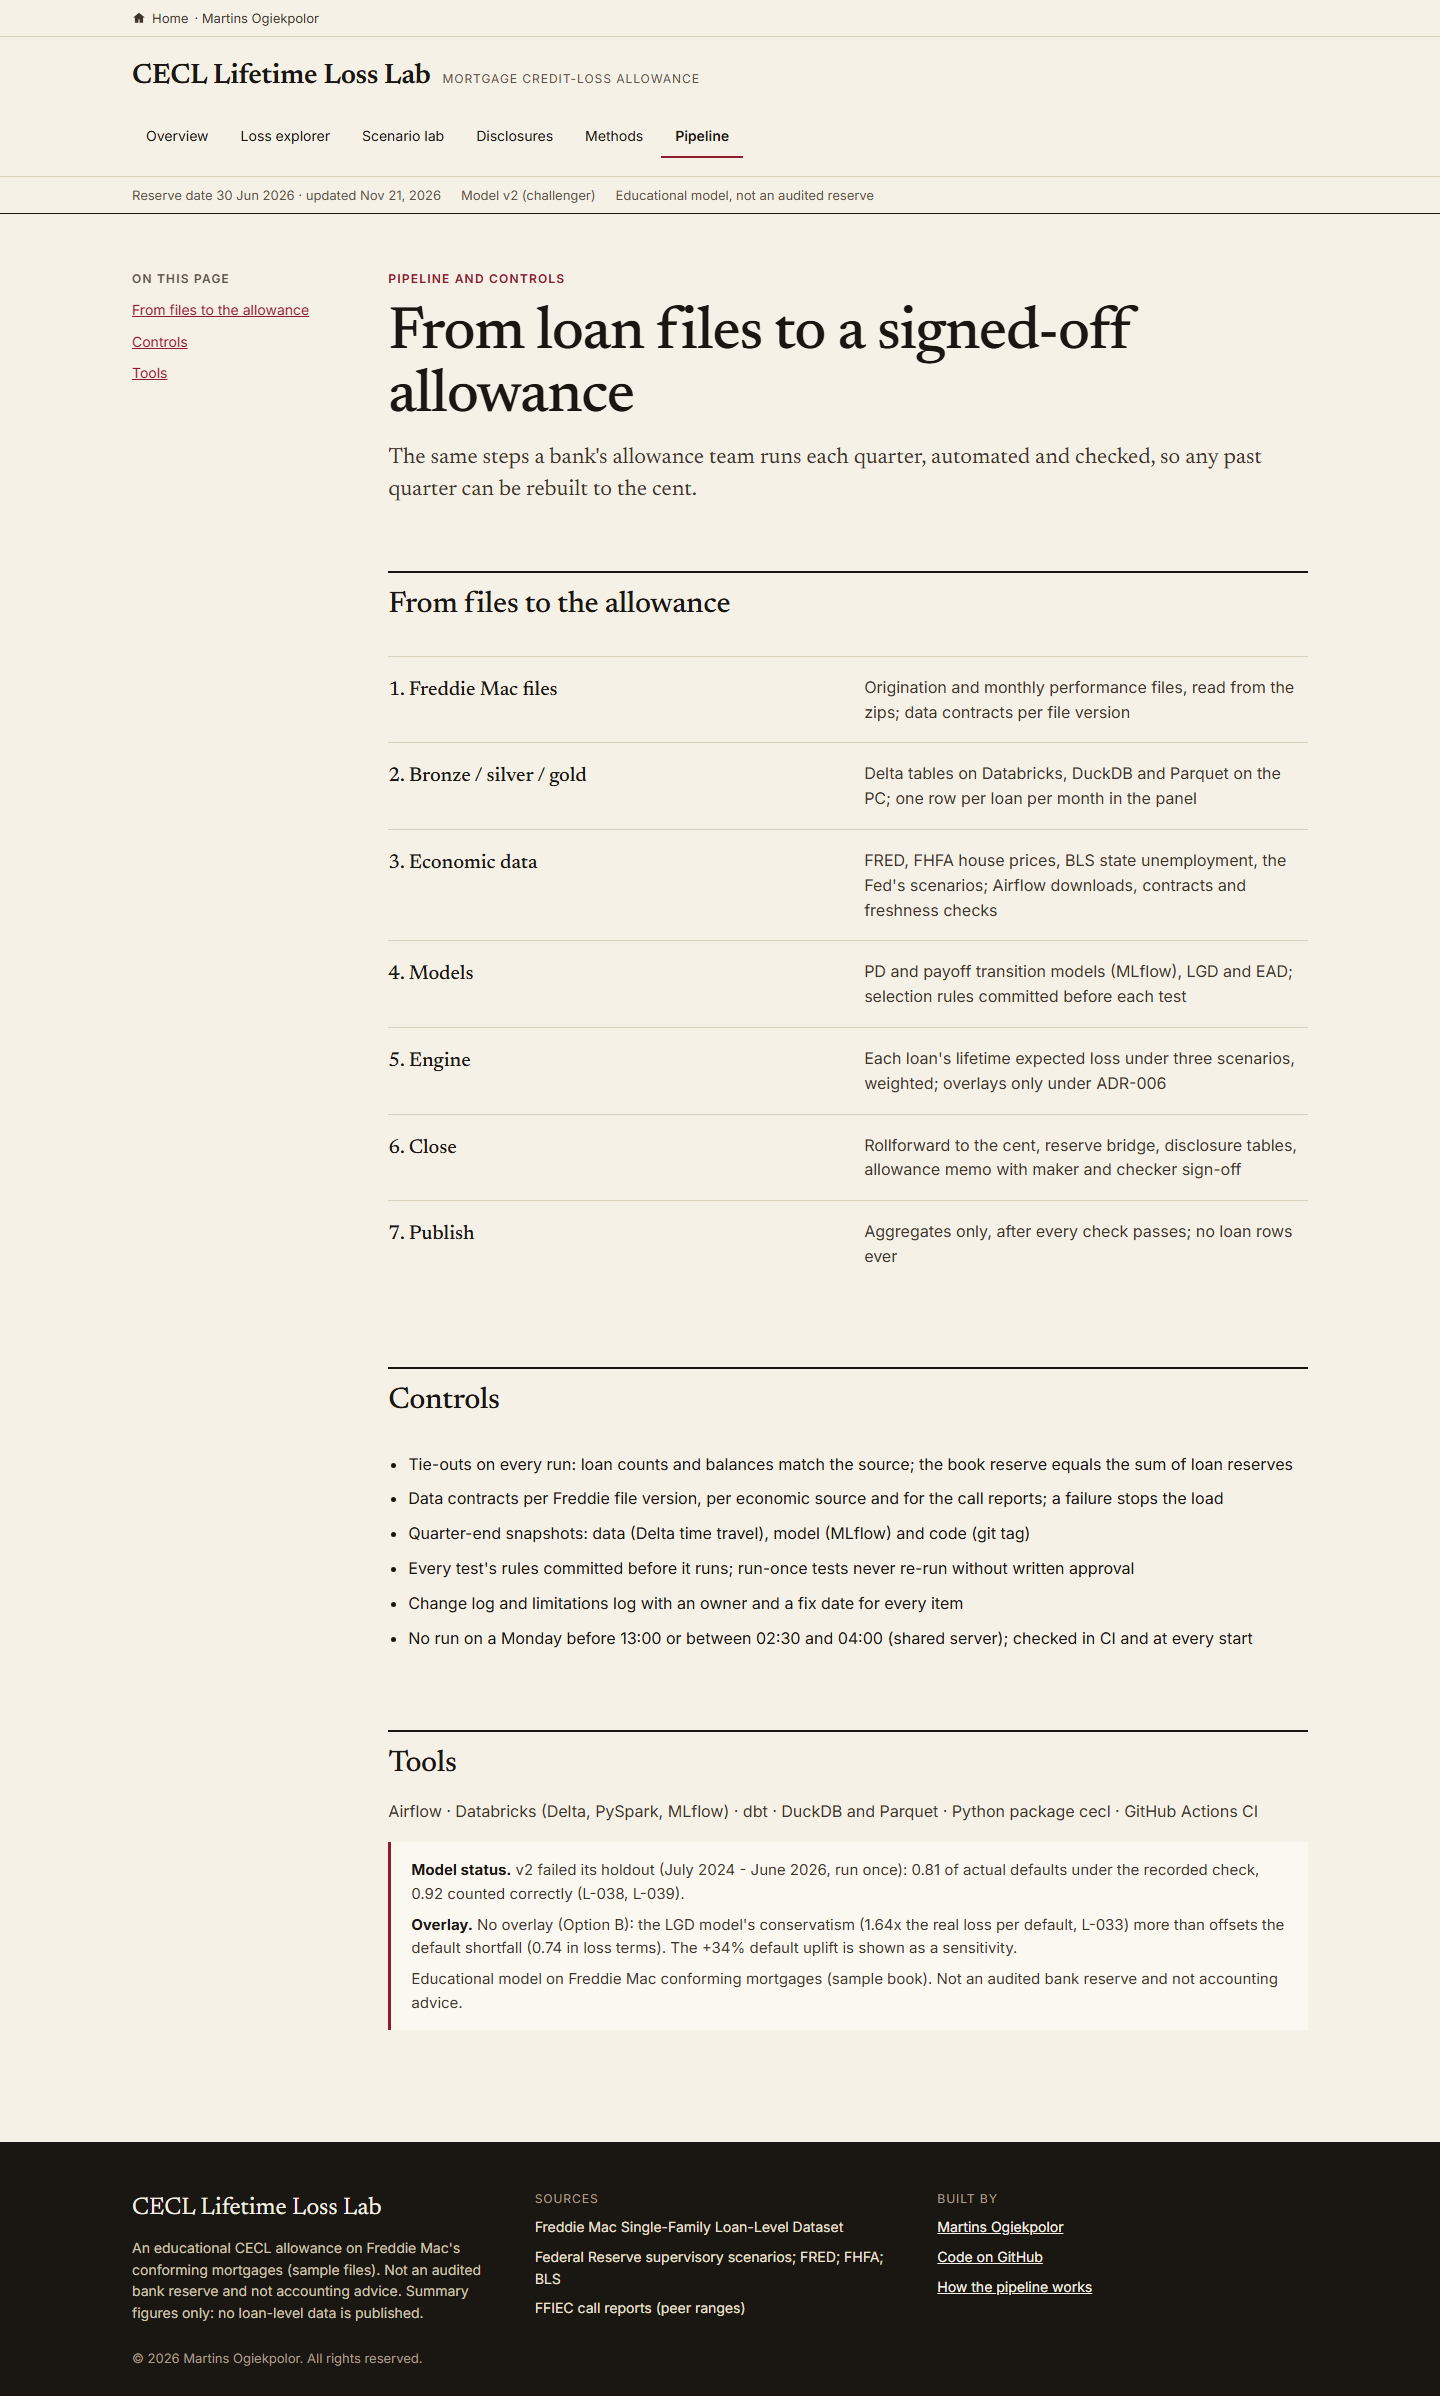 Home · Martins Ogiekpolor
CECL Lifetime Loss Lab MORTGAGE CREDIT-LOSS ALLOWANCE
Overview Loss explorer Scenario lab Disclosures Methods Pipeline
Reserve date 30 Jun 2026 · updated Nov 21, 2026 Model v2 (challenger) Educational model, not an audited reserve
ON THIS PAGE
From files to the allowance
Controls
Tools
PIPELINE AND CONTROLS
From loan files to a signed-off
allowance
The same steps a bank's allowance team runs each quarter, automated and checked, so any past
quarter can be rebuilt to the cent.
From files to the allowance
1. Freddie Mac files
Origination and monthly performance files, read from the
zips; data contracts per file version
2. Bronze / silver / gold
Delta tables on Databricks, DuckDB and Parquet on the
PC; one row per loan per month in the panel
3. Economic data
FRED, FHFA house prices, BLS state unemployment, the
Fed's scenarios; Airflow downloads, contracts and
freshness checks
4. Models
PD and payoff transition models (MLflow), LGD and EAD;
selection rules committed before each test
5. Engine
Each loan's lifetime expected loss under three scenarios,
weighted; overlays only under ADR-006
6. Close
Rollforward to the cent, reserve bridge, disclosure tables,
allowance memo with maker and checker sign-off
7. Publish
Aggregates only, after every check passes; no loan rows
ever
Controls
• Tie-outs on every run: loan counts and balances match the source; the book reserve equals the sum of loan reserves
• Data contracts per Freddie file version, per economic source and for the call reports; a failure stops the load
• Quarter-end snapshots: data (Delta time travel), model (MLflow) and code (git tag)
• Every test's rules committed before it runs; run-once tests never re-run without written approval
• Change log and limitations log with an owner and a fix date for every item
• No run on a Monday before 13:00 or between 02:30 and 04:00 (shared server); checked in CI and at every start
Tools
Airflow · Databricks (Delta, PySpark, MLflow) · dbt · DuckDB and Parquet · Python package cecl · GitHub Actions CI
Model status. v2 failed its holdout (July 2024 - June 2026, run once): 0.81 of actual defaults under the recorded check,
0.92 counted correctly (L-038, L-039).
Overlay. No overlay (Option B): the LGD model's conservatism (1.64x the real loss per default, L-033) more than offsets the
default shortfall (0.74 in loss terms). The +34% default uplift is shown as a sensitivity.
Educational model on Freddie Mac conforming mortgages (sample book). Not an audited bank reserve and not accounting
advice.
CECL Lifetime Loss Lab
An educational CECL allowance on Freddie Mac's
conforming mortgages (sample files). Not an audited
bank reserve and not accounting advice. Summary
figures only: no loan-level data is published.
© 2026 Martins Ogiekpolor. All rights reserved.
SOURCES
Freddie Mac Single-Family Loan-Level Dataset
Federal Reserve supervisory scenarios; FRED; FHFA;
BLS
FFIEC call reports (peer ranges)
BUILT BY
Martins Ogiekpolor
Code on GitHub
How the pipeline works